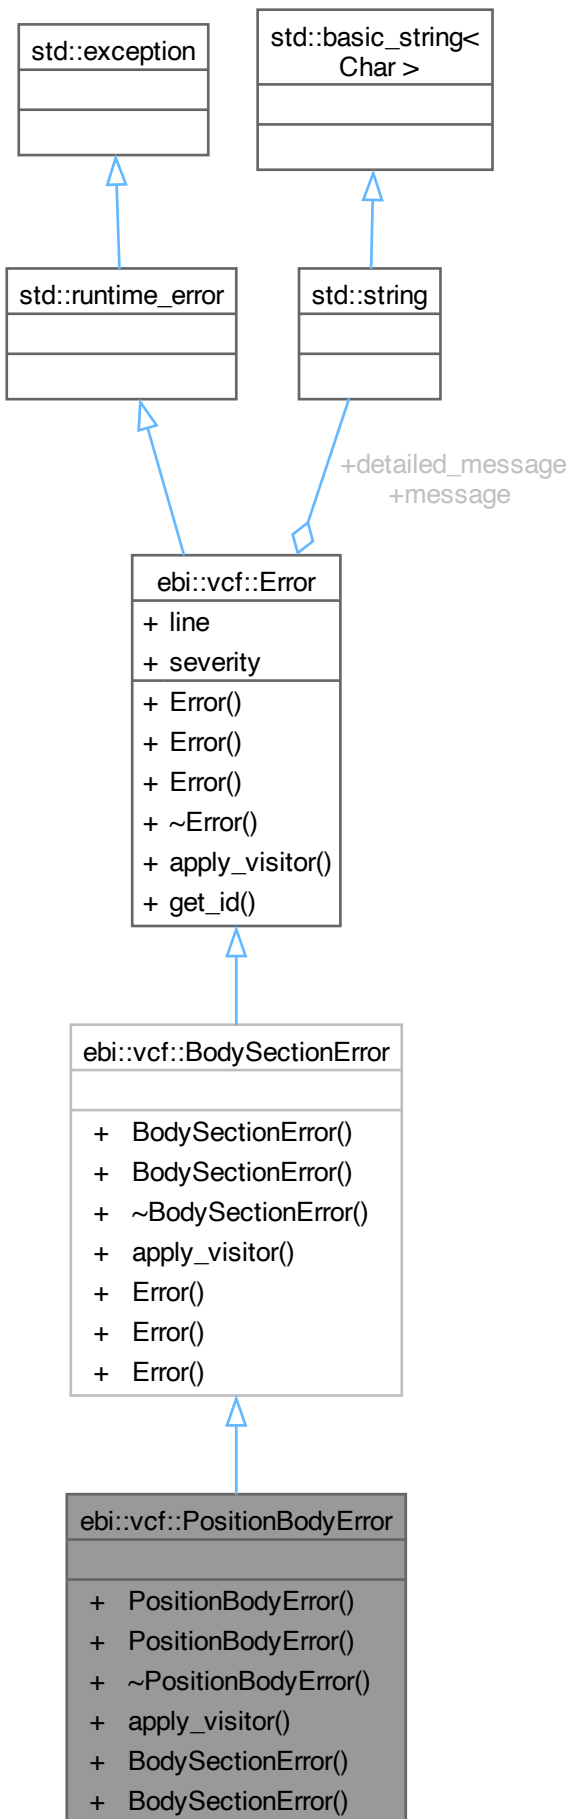 std::exception
std::basic_string<
Char >
std::runtime_error
std::string
+detailed_message
+message
ebi::vcf::Error
+ line
+ severity
+ Error()
+ Error()
+ Error()
+ ~Error()
+ apply_visitor()
+ get_id()
ebi::vcf::BodySectionError
+ BodySectionError()
+ BodySectionError()
+ ~BodySectionError()
+ apply_visitor()
+ Error()
+ Error()
+ Error()
ebi::vcf::PositionBodyError
+ PositionBodyError()
+ PositionBodyError()
+ ~PositionBodyError()
+ apply_visitor()
+ BodySectionError()
+ BodySectionError()